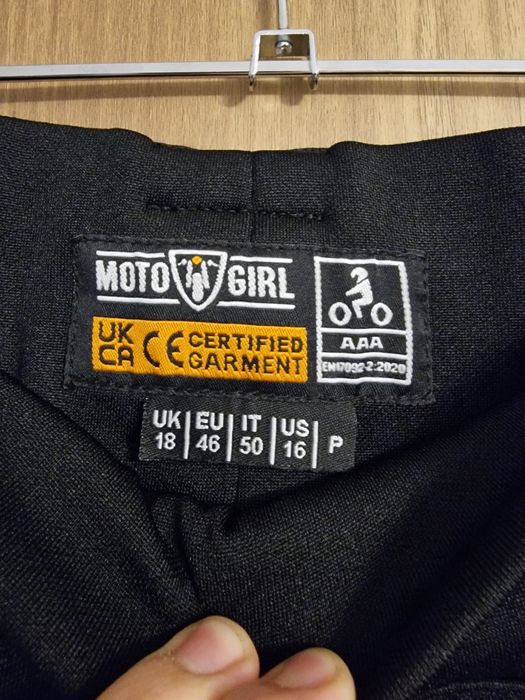 MOTO GIRL
UK
CA CE CERTIFIED
GARMENT
AAA
EN17092-2:2020
UK EU IT US
18 46 50 16 P